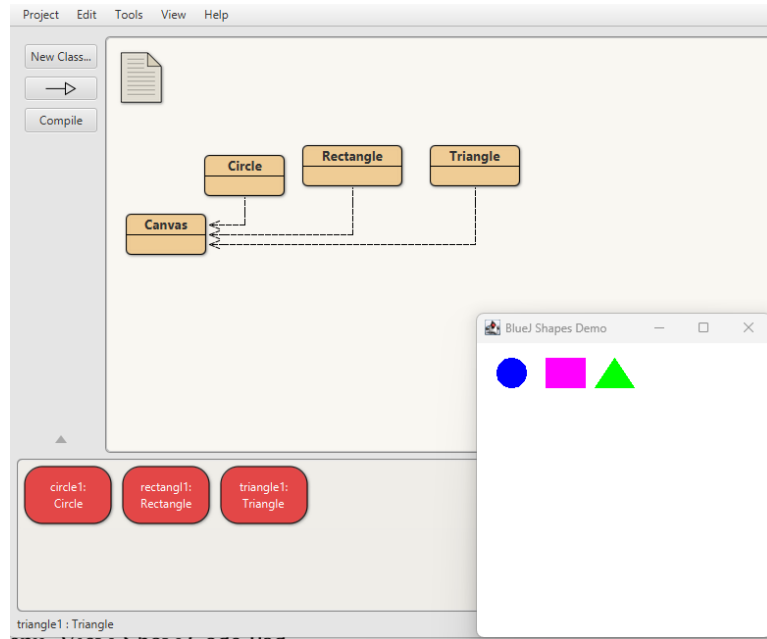 Project Edit Tools View Help
New Class...
Compile
Circle
Rectangle
Triangle
Canvas
BlueJ Shapes Demo
circle1:
Circle
rectangl1:
Rectangle
triangle1:
Triangle
triangle1 : Triangle